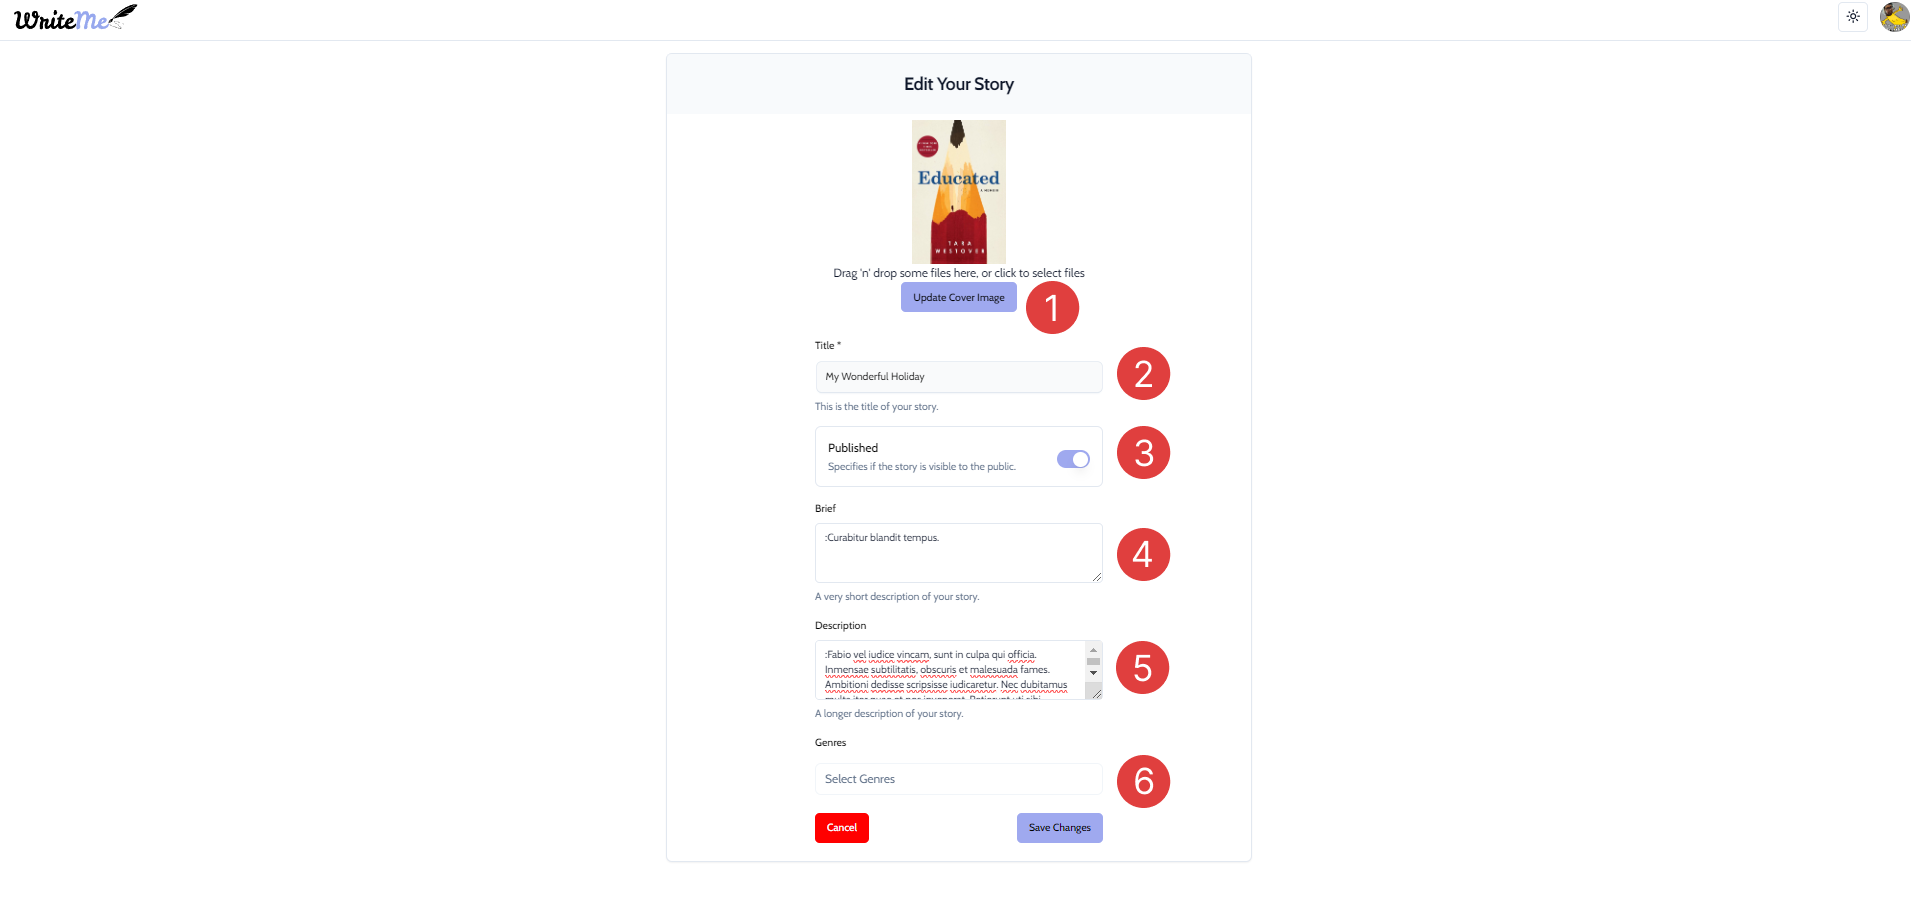 WriteMe
Edit Your Story
Educated
A MEMOIR
TARA
WESTOVER
Drag 'n' drop some files here, or click to select files
Update Cover Image
1
Title *
My Wonderful Holiday
2
This is the title of your story.
Published
Specifies if the story is visible to the public.
3
Brief
:Curabitur blandit tempus.
4
A very short description of your story.
Description
:Fabio vel iudice vincam, sunt in culpa qui officia.
Inmensae subtilitatis, obscuris et malesuada fames.
Ambitioni dedisse scripsisse iudicaretur. Nec dubitamus
5
A longer description of your story.
Genres
Select Genres
6
Cancel
Save Changes